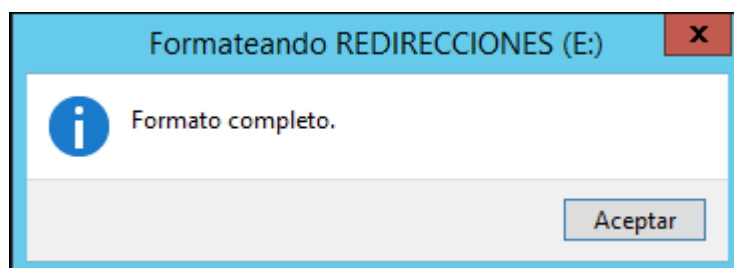 Formateando REDIRECCIONES (E:)
x
Formato completo.
Aceptar